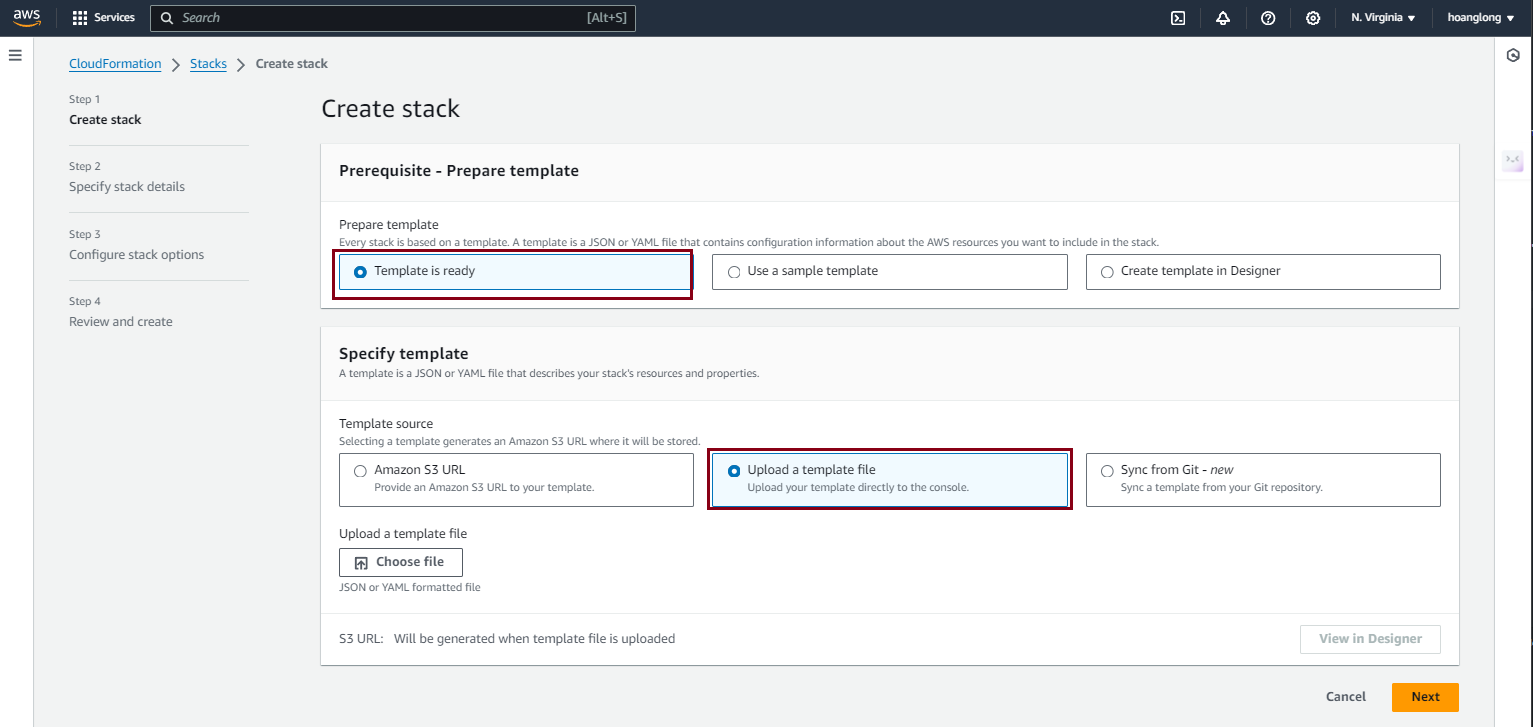 aws
Services
Search
[Alt+S]
N. Virginia
hoanglong
CloudFormation > Stacks > Create stack
Step 1
Create stack
Step 2
Specify stack details
Step 3
Configure stack options
Step 4
Review and create
Create stack
Prerequisite - Prepare template
Prepare template
Every stack is based on a template. A template is a JSON or YAML file that contains configuration information about the AWS resources you want to include in the stack.
Template is ready
Use a sample template
Create template in Designer
Specify template
A template is a JSON or YAML file that describes your stack's resources and properties.
Template source
Selecting a template generates an Amazon S3 URL where it will be stored.
Amazon S3 URL
Provide an Amazon S3 URL to your template.
Upload a template file
Upload your template directly to the console.
Sync from Git - new
Sync a template from your Git repository.
Upload a template file
Choose file
JSON or YAML formatted file
S3 URL: Will be generated when template file is uploaded
View in Designer
Cancel
Next